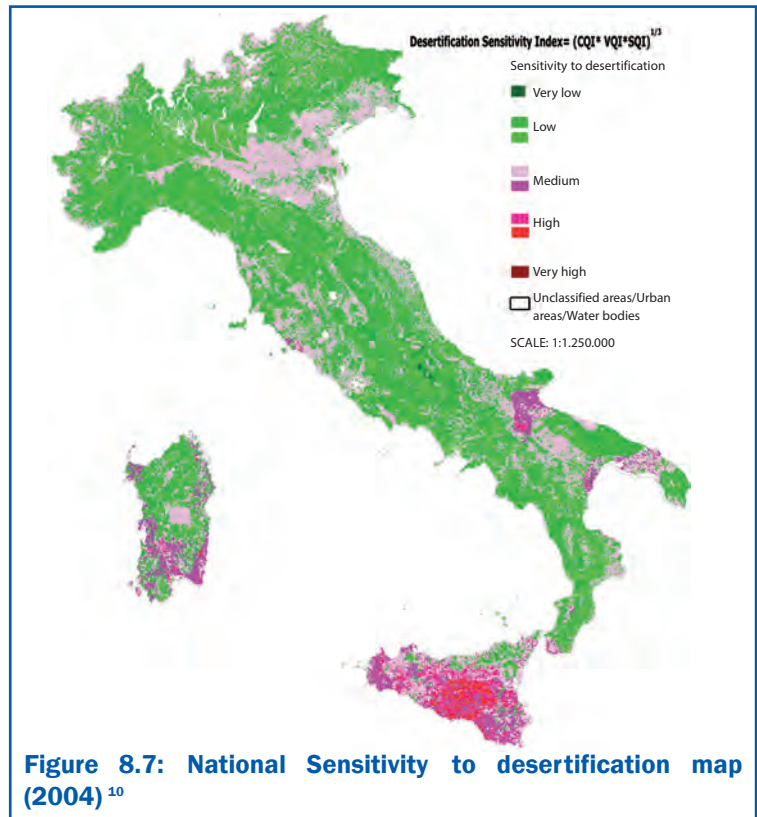 Desertification Sensitivity Index= (CQI* VQI*SQI)^1/3
Sensitivity to desertification
Very low
Low
Medium
High
Very high
Unclassified areas/Urban
areas/Water bodies
SCALE: 1:1.250.000
Figure 8.7: National Sensitivity to desertification map
(2004) 10